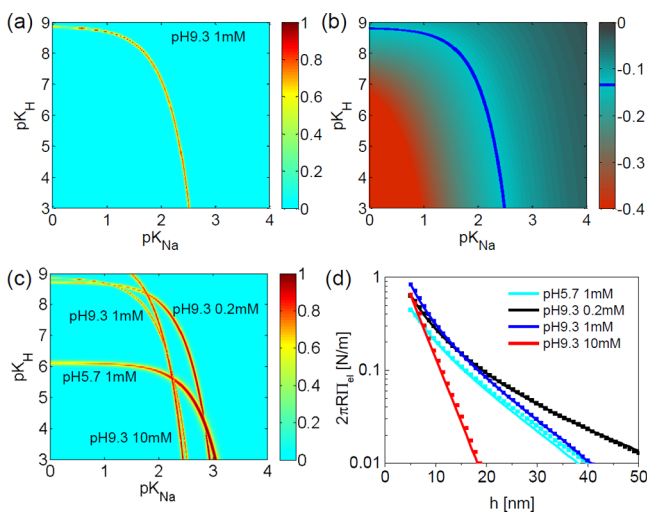 (a)
pH9.3 1mM
pK_H
9
8
7
6
5
4
3
0
1
2
3
4
pK_Na
1
0.8
0.6
0.4
0.2
0
(b)
pK_H
9
8
7
6
5
4
3
0
1
2
3
4
pK_Na
0
-0.1
-0.2
-0.3
-0.4
(c)
pH9.3 1mM
pH9.3 0.2mM
pH5.7 1mM
pH9.3 10mM
pK_H
9
8
7
6
5
4
3
0
1
2
3
4
pK_Na
1
0.8
0.6
0.4
0.2
0
(d)
2πRΠ_el [N/m]
1
0.1
0.01
pH5.7 1mM
pH9.3 0.2mM
pH9.3 1mM
pH9.3 10mM
0
10
20
30
40
50
h [nm]